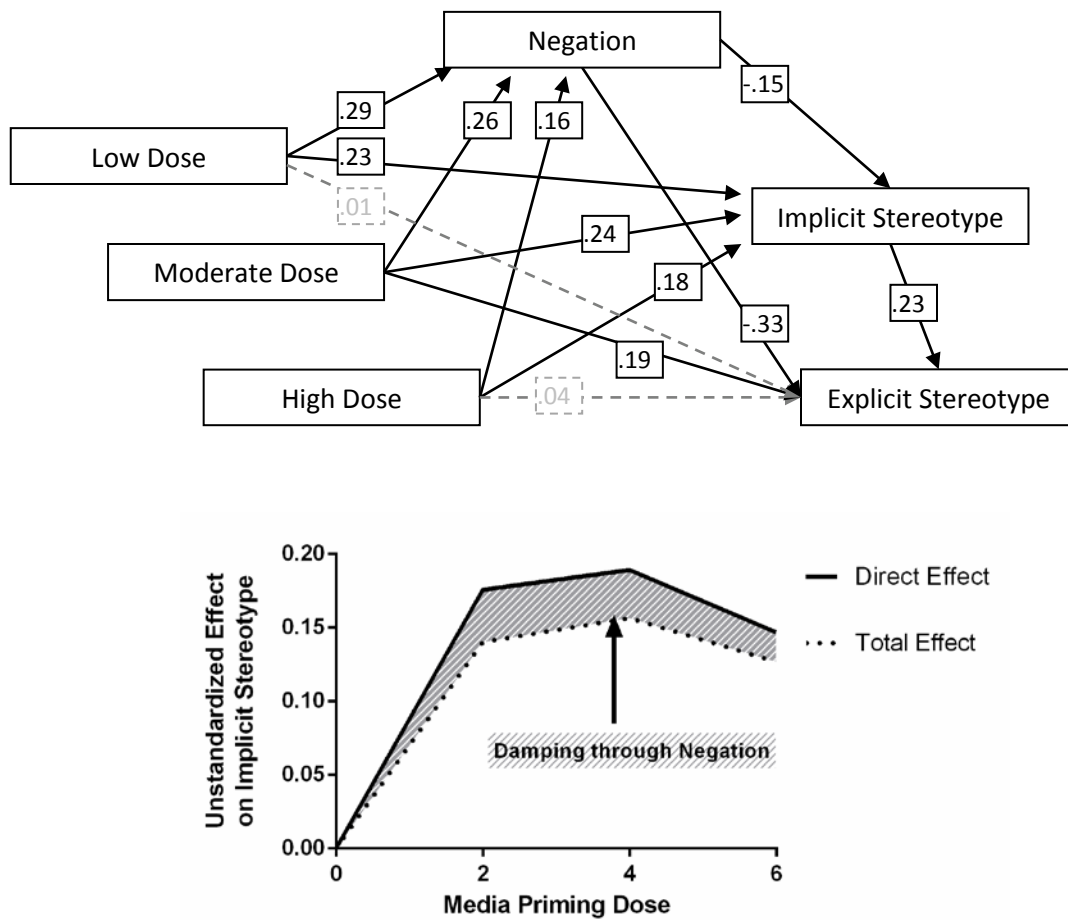 Negation
-.15
.29
.26
.16
Low Dose
.23
.01
Implicit Stereotype
.24
Moderate Dose
.18
.23
-.33
.19
High Dose
.04
Explicit Stereotype
Unstandardized Effect
on Implicit Stereotype
0.20
0.15
0.10
0.05
0.00
Direct Effect
Total Effect
Damping through Negation
0
2
4
6
Media Priming Dose